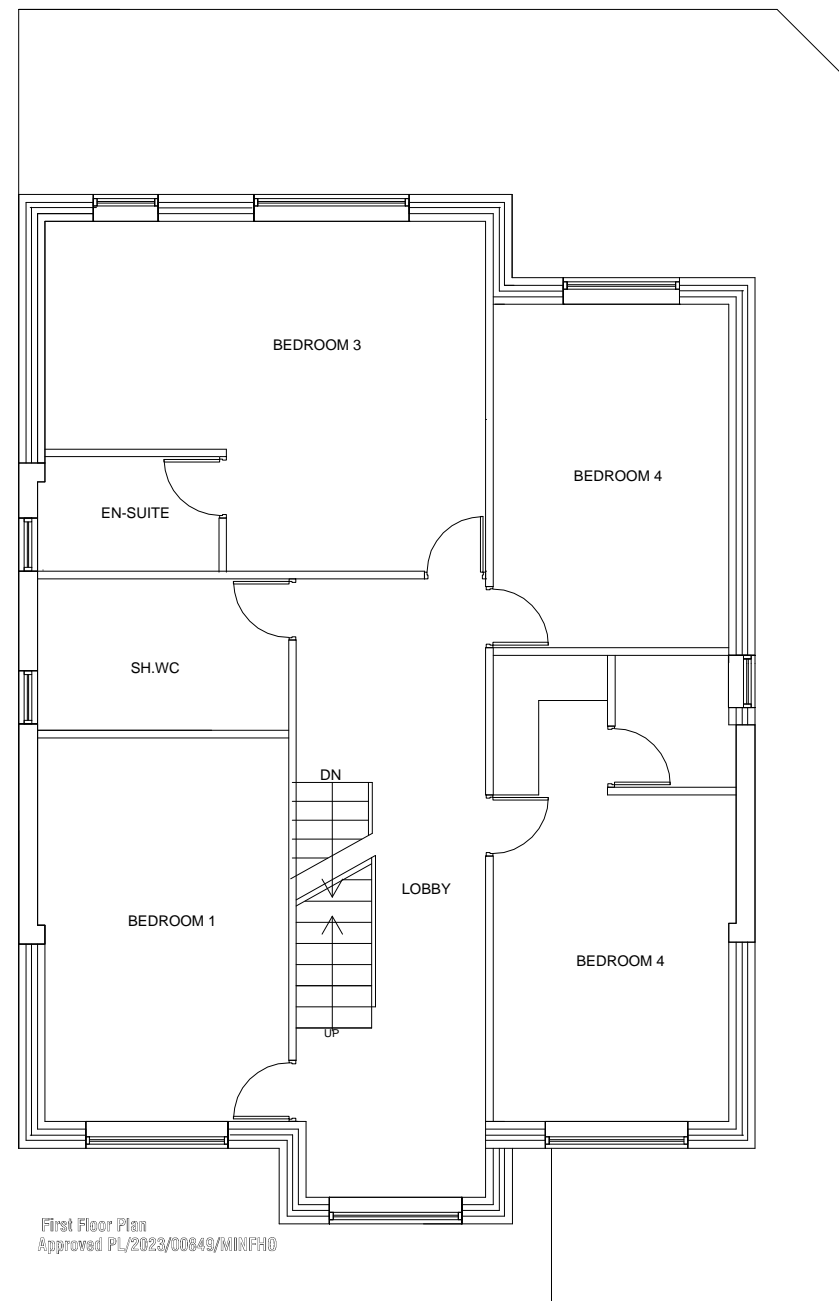 BEDROOM 3
BEDROOM 4
EN-SUITE
SH.WC
DN
LOBBY
BEDROOM 1
BEDROOM 4
UP
First Floor Plan
Approved PL/2023/00849/MINFHO